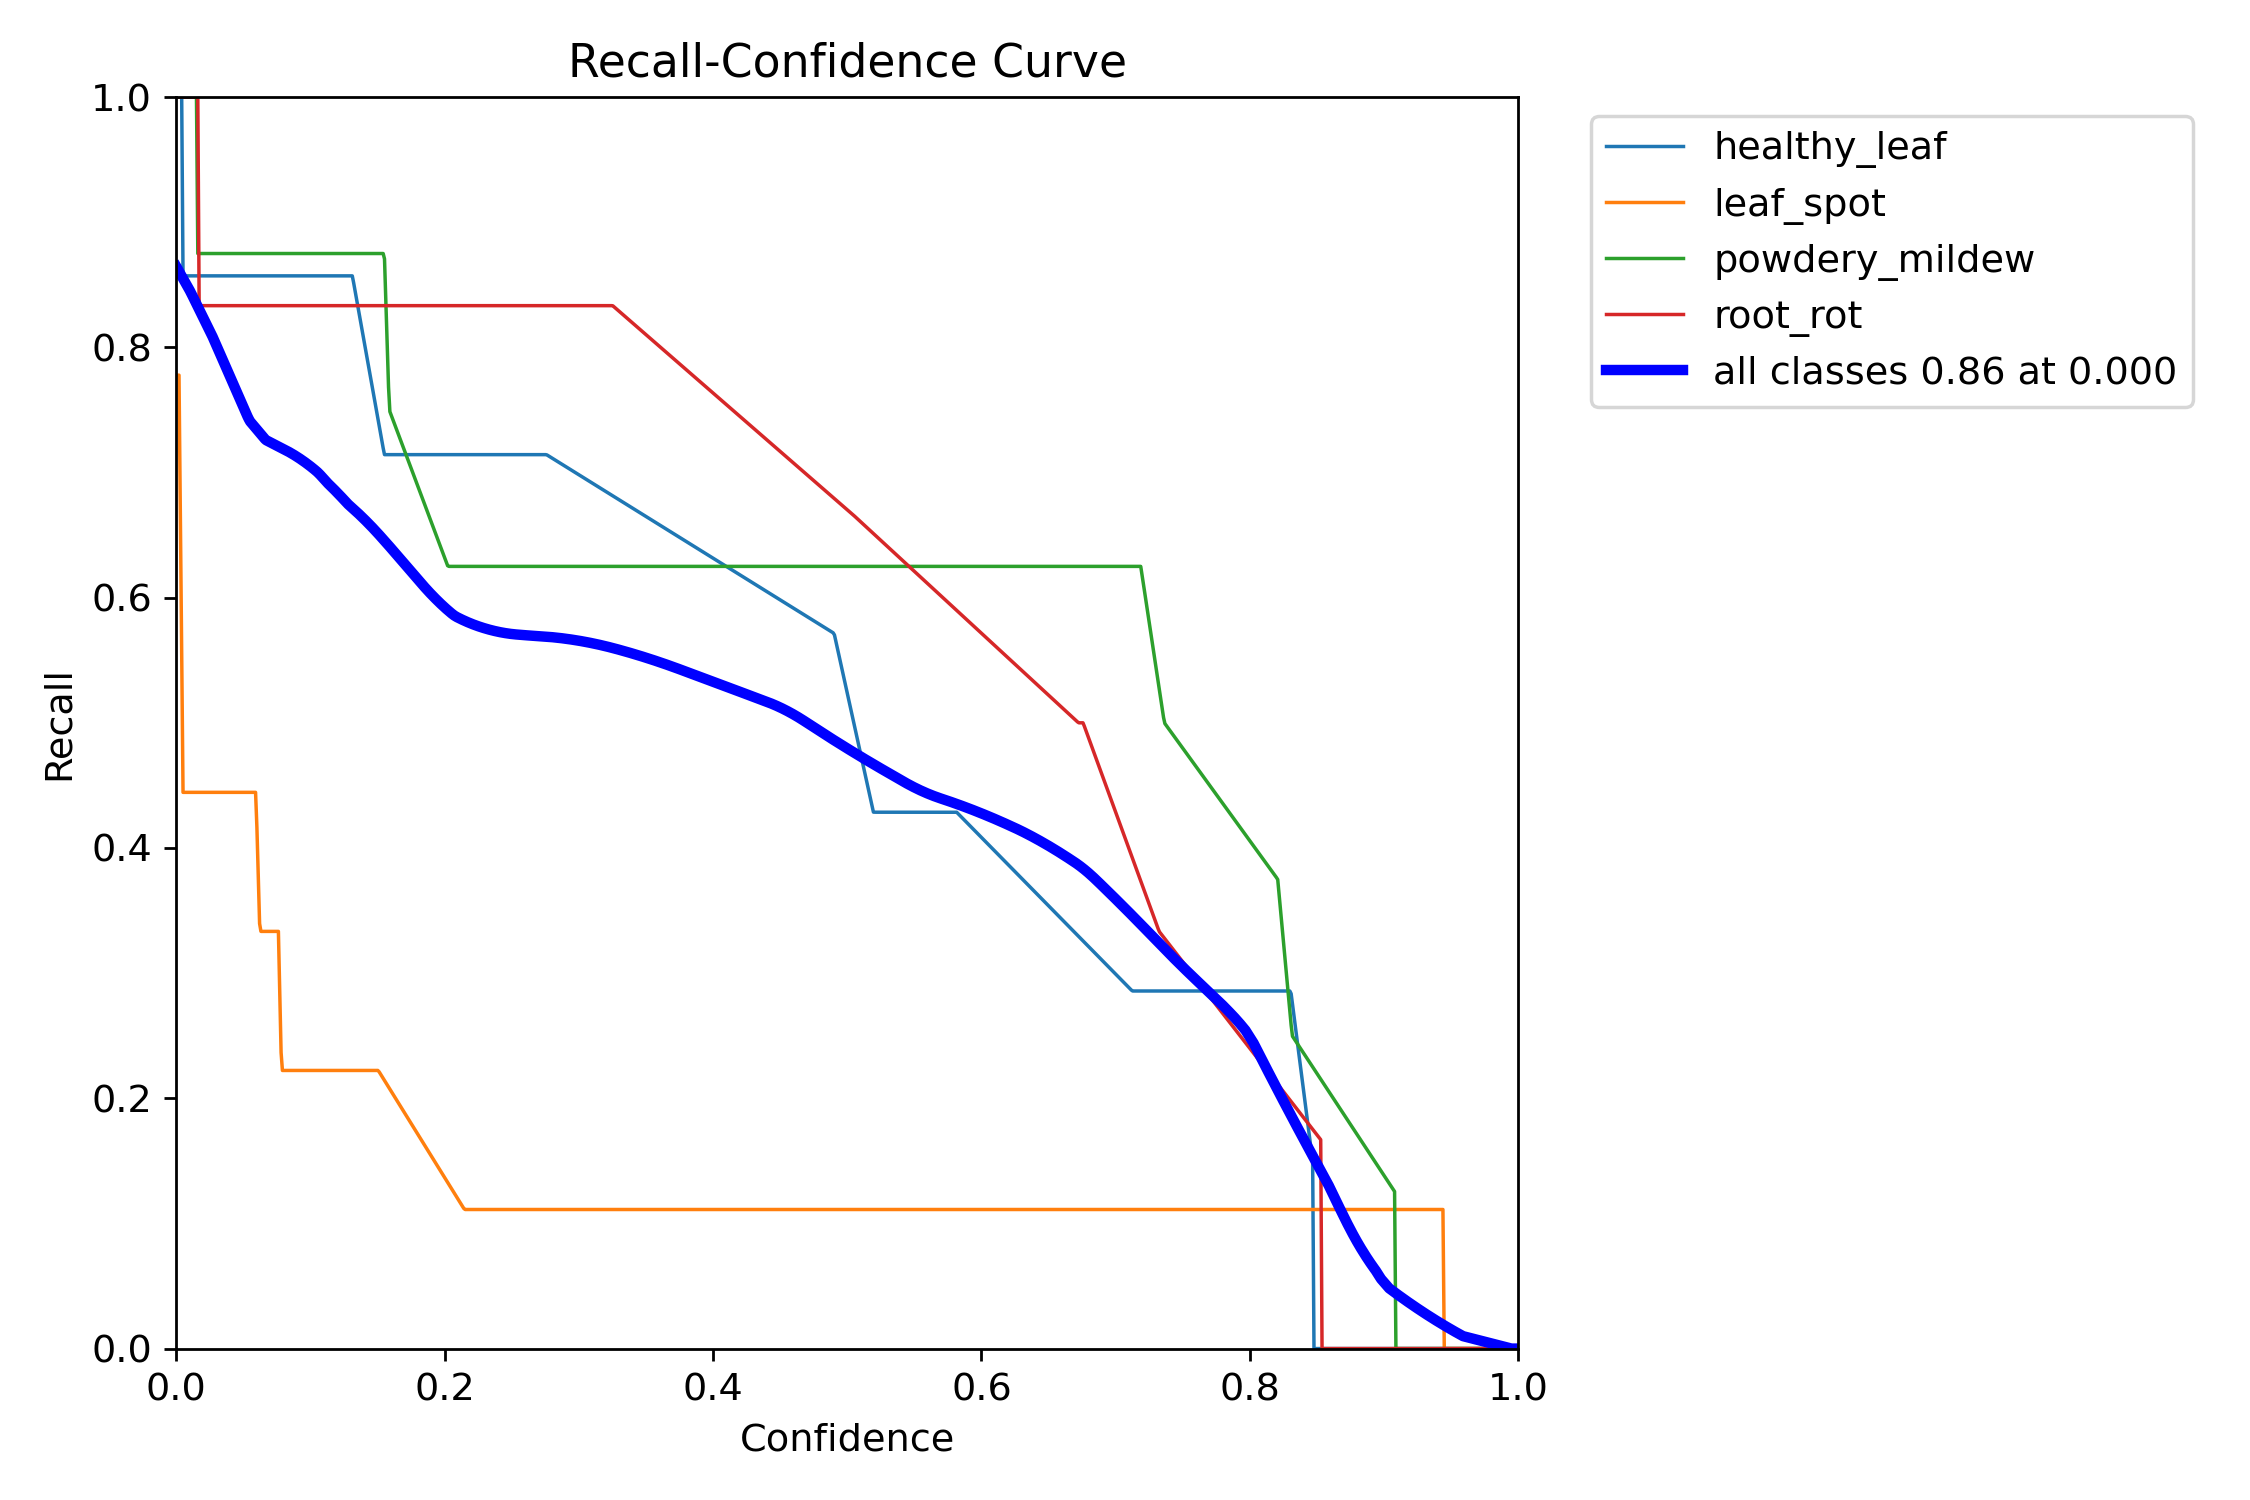 Recall-Confidence Curve
1.0
0.8
0.6
0.4
0.2
0.0
Recall
0.0 0.2 0.4 0.6 0.8 1.0
Confidence
healthy_leaf
leaf_spot
powdery_mildew
root_rot
all classes 0.86 at 0.000